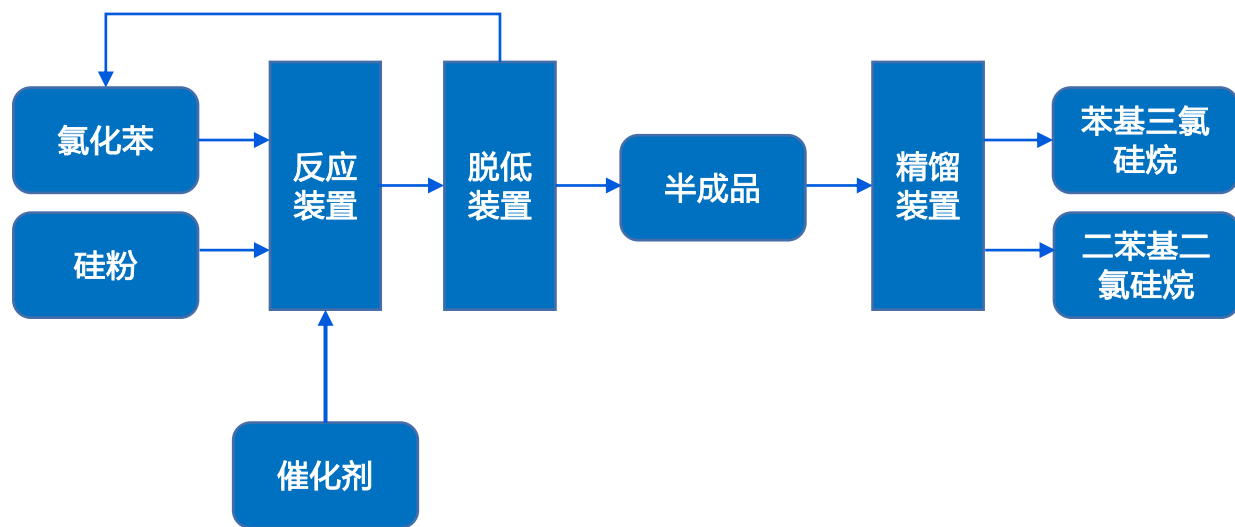 氯化苯
硅粉
反应
装置
催化剂
脱低
装置
半成品
精馏
装置
苯基三氯
硅烷
二苯基二
氯硅烷